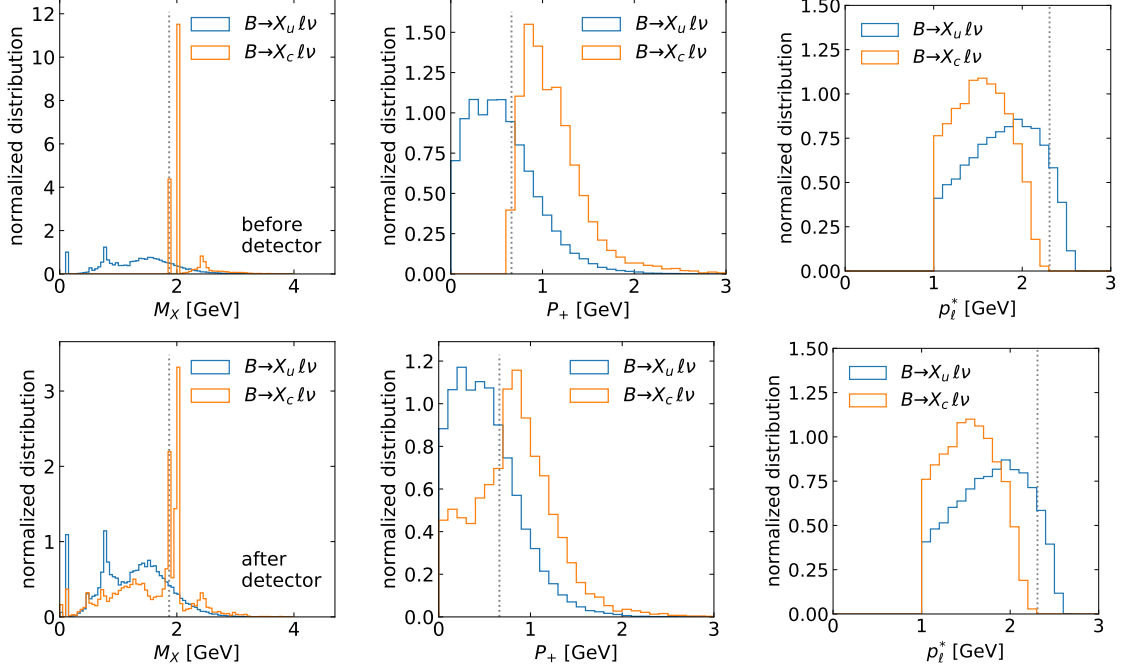 normalized distribution
12
10
8
6
4
2
0
B→X_u ℓν
B→X_c ℓν
before
detector
0
2
4
M_X [GeV]
normalized distribution
1.50
1.25
1.00
0.75
0.50
0.25
0.00
B→X_u ℓν
B→X_c ℓν
0
1
2
3
P_+ [GeV]
normalized distribution
1.50
1.25
1.00
0.75
0.50
0.25
0.00
B→X_u ℓν
B→X_c ℓν
0
1
2
3
p_ℓ^* [GeV]
normalized distribution
3
2
1
0
B→X_u ℓν
B→X_c ℓν
after
detector
0
2
4
M_X [GeV]
normalized distribution
1.2
1.0
0.8
0.6
0.4
0.2
0.0
B→X_u ℓν
B→X_c ℓν
0
1
2
3
P_+ [GeV]
normalized distribution
1.50
1.25
1.00
0.75
0.50
0.25
0.00
B→X_u ℓν
B→X_c ℓν
0
1
2
3
p_ℓ^* [GeV]